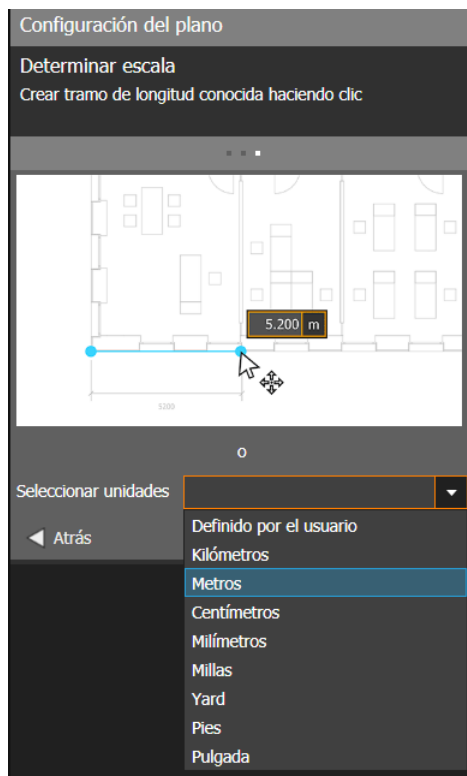 Configuración del plano
Determinar escala
Crear tramo de longitud conocida haciendo clic
5.200 m
5200
o
Seleccionar unidades
Atrás
Definido por el usuario
Kilómetros
Metros
Centímetros
Milímetros
Millas
Yard
Pies
Pulgada